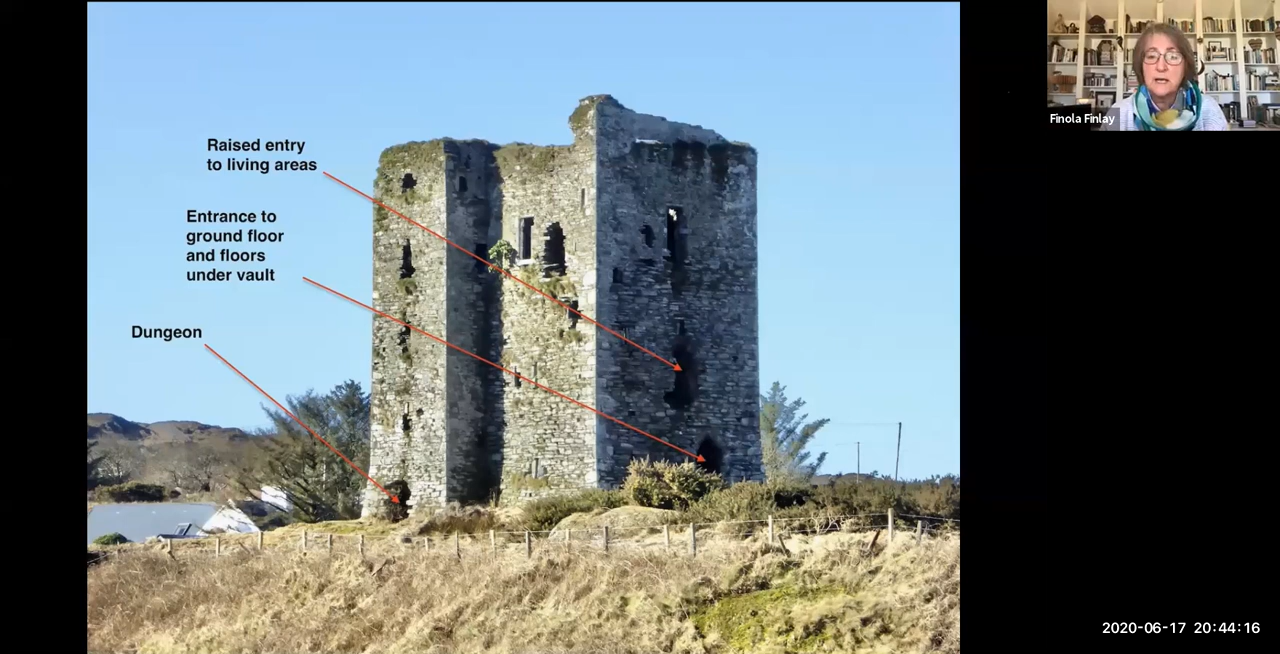 Raised entry
to living areas
Entrance to
ground floor
and floors
under vault
Dungeon
Finola Finlay
2020-06-17 20:44:16